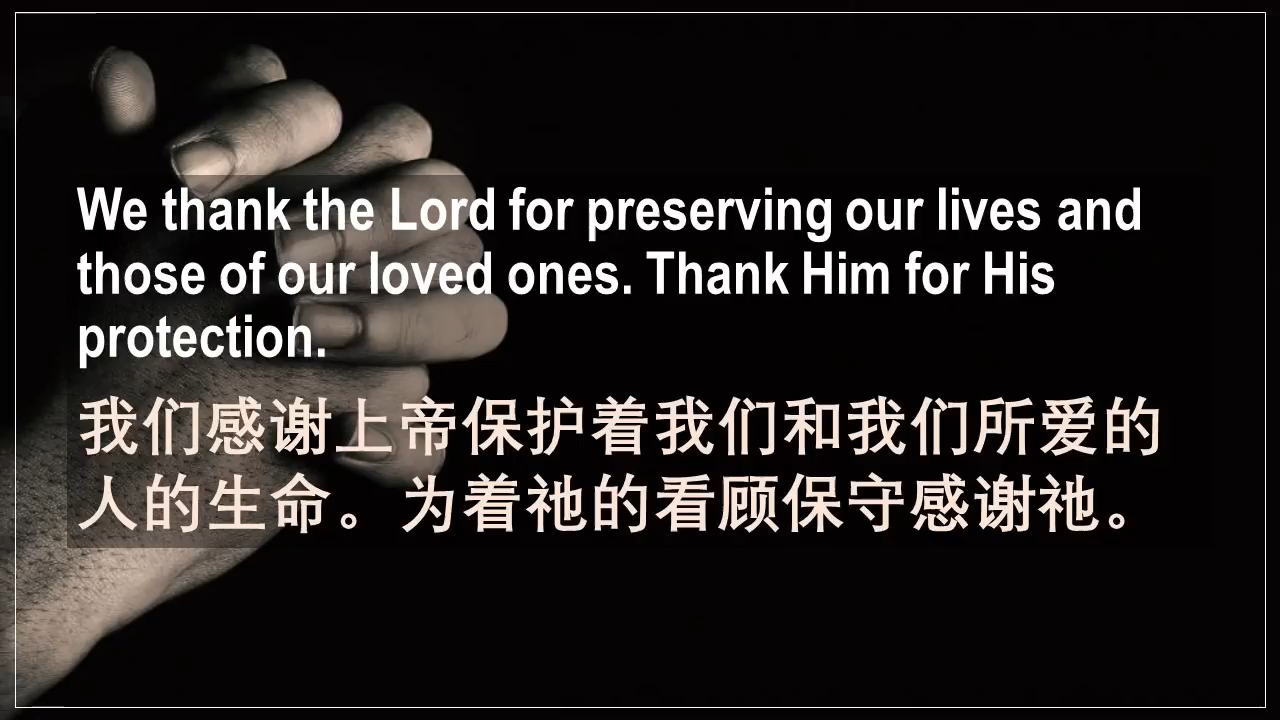 We thank the Lord for preserving our lives and
those of our loved ones. Thank Him for His
protection.
我们感谢上帝保护着我们和我们所爱的
人的生命。为着祂的看顾保守感谢祂。